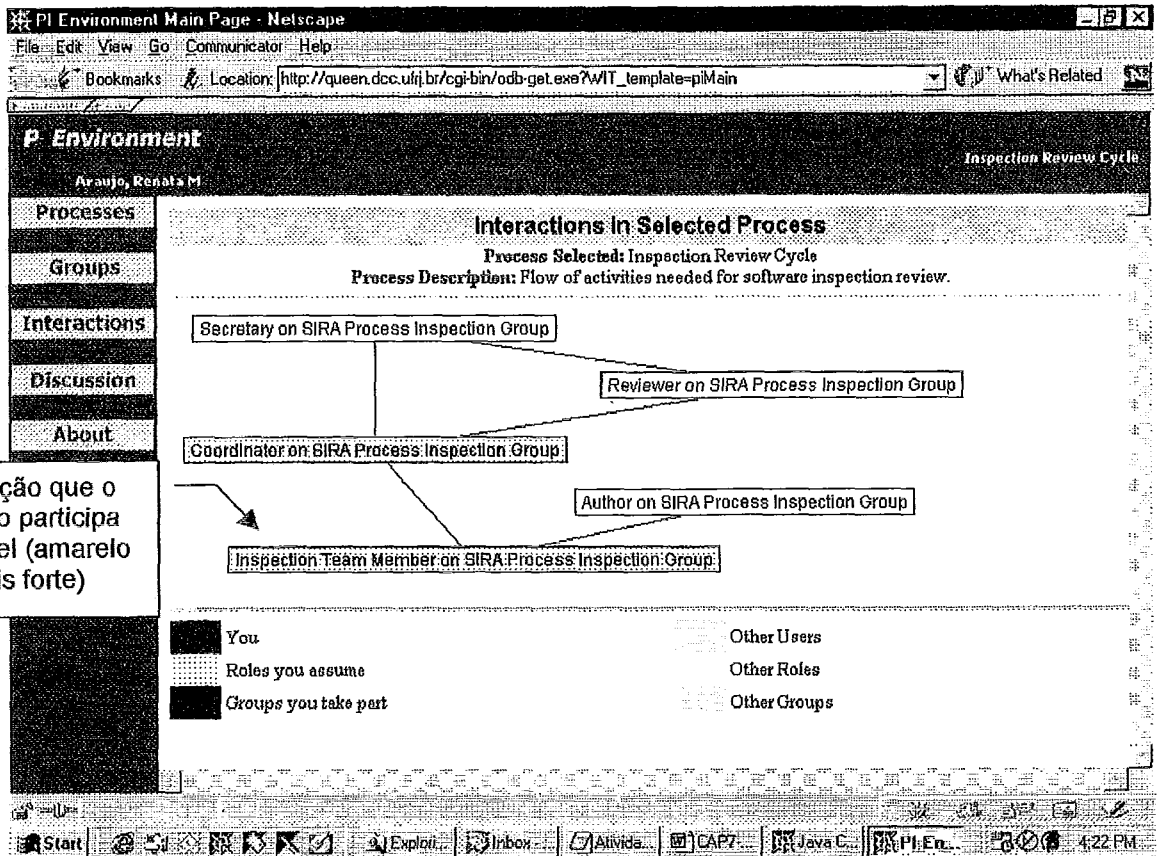 PI Environment Main Page - Netscape
File Edit View Go Communicator Help
Bookmarks Location: http://queen.dcc.ufrj.br/cgi-bin/odb-get.exe?WIT_template=piMain What's Related
P Environment
Inspection Review Cycle
Araujo, Renata M
Processes
Groups
Interactions
Discussion
About
Interactions In Selected Process
Process Selected: Inspection Review Cycle
Process Description: Flow of activities needed for software inspection review.
Secretary on SIRA Process Inspection Group
Reviewer on SIRA Process Inspection Group
Coordinator on SIRA Process Inspection Group
Author on SIRA Process Inspection Group
Inspection Team Member on SIRA Process Inspection Group
ção que o
o participa
el (amarelo
is forte)
You
Other Users
Roles you assume
Other Roles
Groups you take part
Other Groups
Start Explori... Inbox -... Ativida... CAP7... Java C... PI En... 4:22 PM